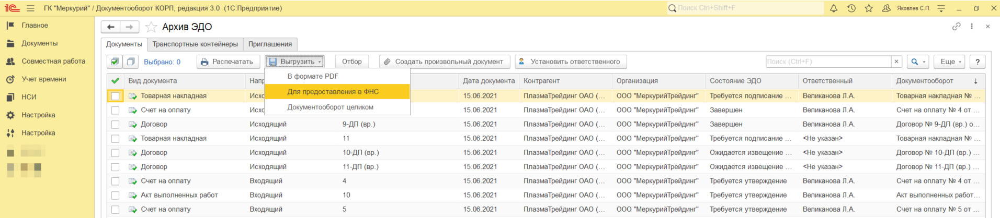 1С ГК "Меркурий" / Документооборот КОРП, редакция 3.0 (1С:Предприятие) Поиск Ctrl+Shift+F Яковлев С.П.
Главное
Документы
Совместная работа
Учет времени
НСИ
Настройка
Настройка
Архив ЭДО
Документы Транспортные контейнеры Приглашения
Выбрано: 0 Распечатать Выгрузить Отбор Создать произвольный документ Установить ответственного Поиск (Ctrl+F) Еще ?
В формате PDF
Для предоставления в ФНС
Документооборот целиком
Вид документа Напр Дата документа Контрагент Организация Состояние ЭДО Ответственный Документооборот ↓
Товарная накладная Исхо 15.06.2021 ПлазмаТрейдинг ОАО (... ООО "МеркурийТрейдинг" Требуется подписание ... Великанова Л.А. Товарная накладная № ...
Счет на оплату Исхо 15.06.2021 ПлазмаТрейдинг ОАО (... ООО "МеркурийТрейдинг" Завершен Великанова Л.А. Счет на оплату № 4 от ...
Договор Исходящий 9-ДП (вр.) 15.06.2021 ПлазмаТрейдинг ОАО (... ООО "МеркурийТрейдинг" Завершен Великанова Л.А. Договор № 9-ДП (вр.) о...
Товарная накладная Исходящий 11 15.06.2021 ПлазмаТрейдинг ОАО (... ООО "МеркурийТрейдинг" Требуется подписание ... <Не указан> Товарная накладная № ...
Договор Исходящий 10-ДП (вр.) 15.06.2021 ПлазмаТрейдинг ОАО (... ООО "МеркурийТрейдинг" Ожидается извещение ... <Не указан> Договор № 10-ДП (вр.) ...
Договор Исходящий 11-ДП (вр.) 15.06.2021 ПлазмаТрейдинг ОАО (... ООО "МеркурийТрейдинг" Ожидается извещение ... <Не указан> Договор № 11-ДП (вр.) ...
Счет на оплату Входящий 4 15.06.2021 ПлазмаТрейдинг ОАО (... ООО "МеркурийТрейдинг" Требуется утверждение Великанова Л.А. Счет на оплату № 4 от ...
Акт выполненных работ Входящий 10 15.06.2021 ПлазмаТрейдинг ОАО (... ООО "МеркурийТрейдинг" Требуется утверждение Великанова Л.А. Акт выполненных работ...
Счет на оплату Входящий 5 15.06.2021 ПлазмаТрейдинг ОАО (... ООО "МеркурийТрейдинг" Требуется утверждение Великанова Л.А. Счет на оплату № 5 от ...